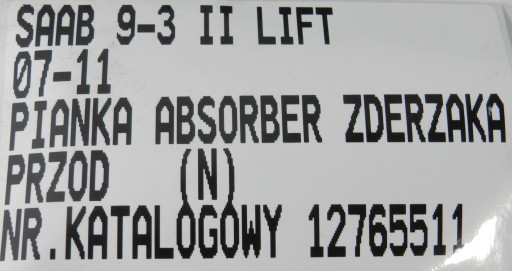 SAAB 9-3 II LIFT
07-11
PIANKA ABSORBER ZDERZAKA
PRZOD (N)
NR.KATALOGOWY 12765511